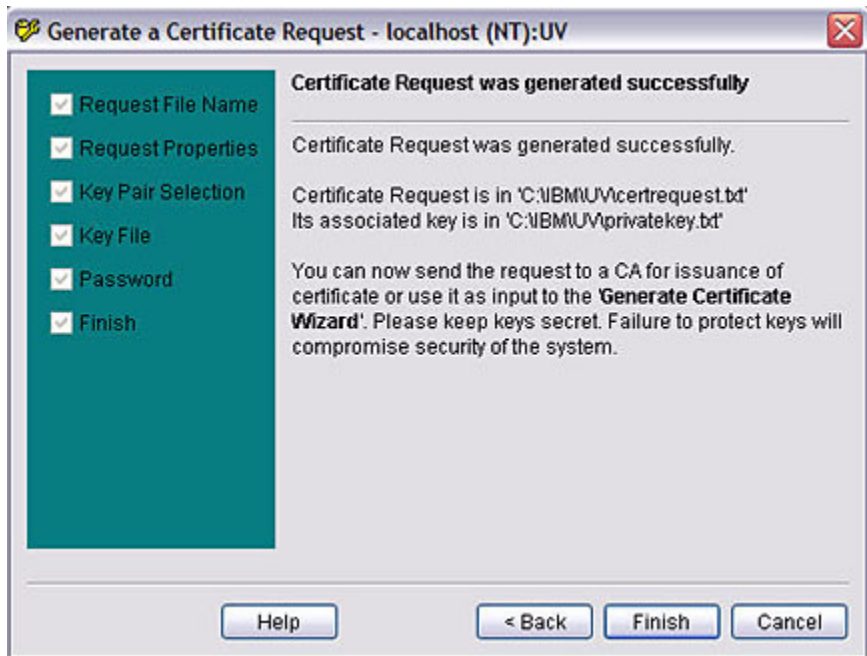 Generate a Certificate Request - localhost (NT):UV
Request File Name
Request Properties
Key Pair Selection
Key File
Password
Finish
Certificate Request was generated successfully
Certificate Request was generated successfully.
Certificate Request is in 'C:\IBM\UV\certrequest.txt'
Its associated key is in 'C:\IBM\UV\privatekey.txt'
You can now send the request to a CA for issuance of
certificate or use it as input to the 'Generate Certificate
Wizard'. Please keep keys secret. Failure to protect keys will
compromise security of the system.
Help
< Back
Finish
Cancel